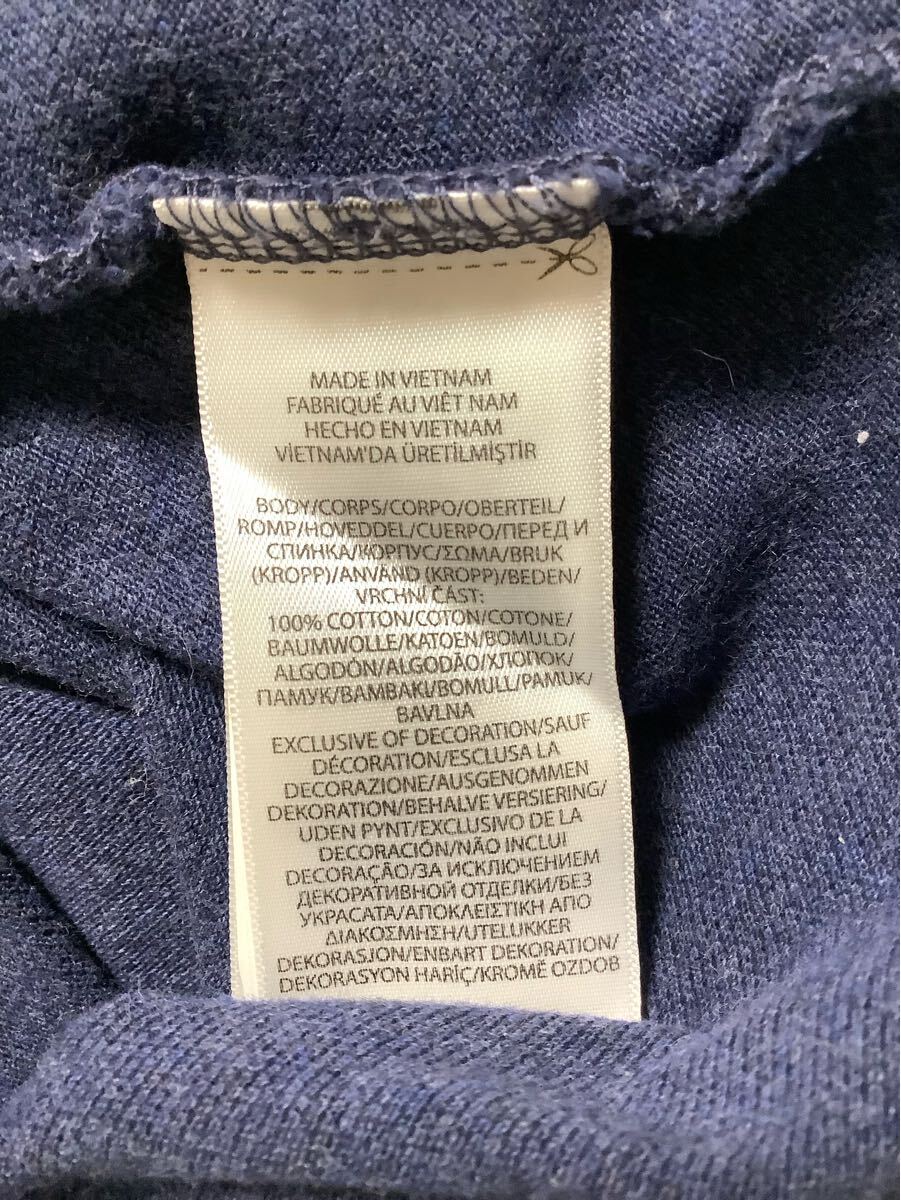 MADE IN VIETNAM
FABRIQUÉ AU VIÊT NAM
HECHO EN VIETNAM
VİETNAM'DA ÜRETİLMİŞTİR
BODY/CORPS/CORPO/OBERTEIL/
ROMP/HOVEDDEL/CUERPO/ПЕРЕД И
СПИНКА/КОРПУС/ΣΩΜΑ/BRUK
(KROPP)/ANVÄND (KROPP)/BEDEN/
VRCHNÍ ČÁST:
100% COTTON/COTON/COTONE/
BAUMWOLLE/KATOEN/BOMULD/
ALGODÓN/ALGODÃO/ХЛОПОК/
ПАМУК/ΒΑΜΒΑΚΙ/BOMULL/PAMUK/
BAVLNA
EXCLUSIVE OF DECORATION/SAUF
DÉCORATION/ESCLUSA LA
DECORAZIONE/AUSGENOMMEN
DEKORATION/BEHALVE VERSIERING/
UDEN PYNT/EXCLUSIVO DE LA
DECORACIÓN/NÃO INCLUI
DECORAÇÃO/ЗА ИСКЛЮЧЕНИЕМ
ДЕКОРАТИВНОЙ ОТДЕЛКИ/БЕЗ
УКРАСАТА/ΑΠΟΚΛΕΙΣΤΙΚΗ ΑΠΟ
ΔΙΑΚΟΣΜΗΣΗ/UTELUKKER
DEKORASJON/ENBART DEKORATION/
DEKORASYON HARİÇ/KROMĚ OZDOB